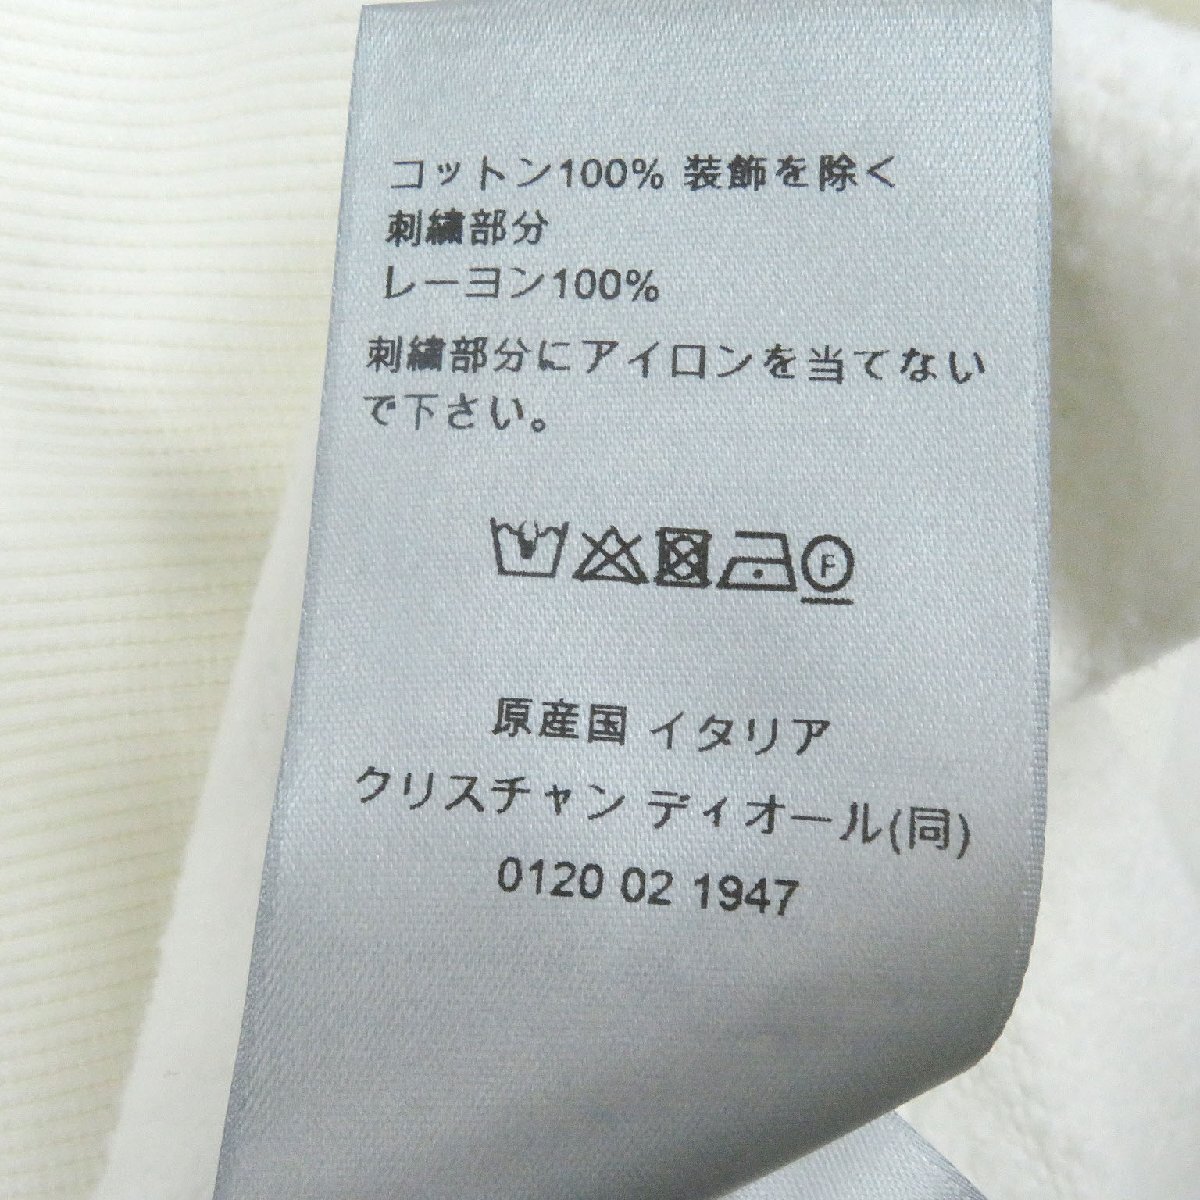 コットン100% 装飾を除く
刺繍部分
レーヨン100%
刺繍部分にアイロンを当てない
で下さい。
F
原産国 イタリア
クリスチャン ディオール(同)
0120 02 1947